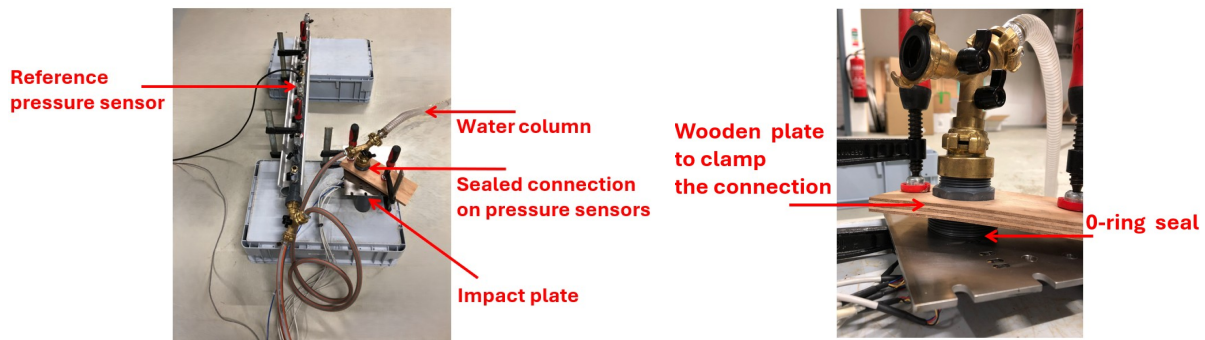 Reference
pressure sensor
Water column
Sealed connection
on pressure sensors
Impact plate
Wooden plate
to clamp
the connection
0-ring seal